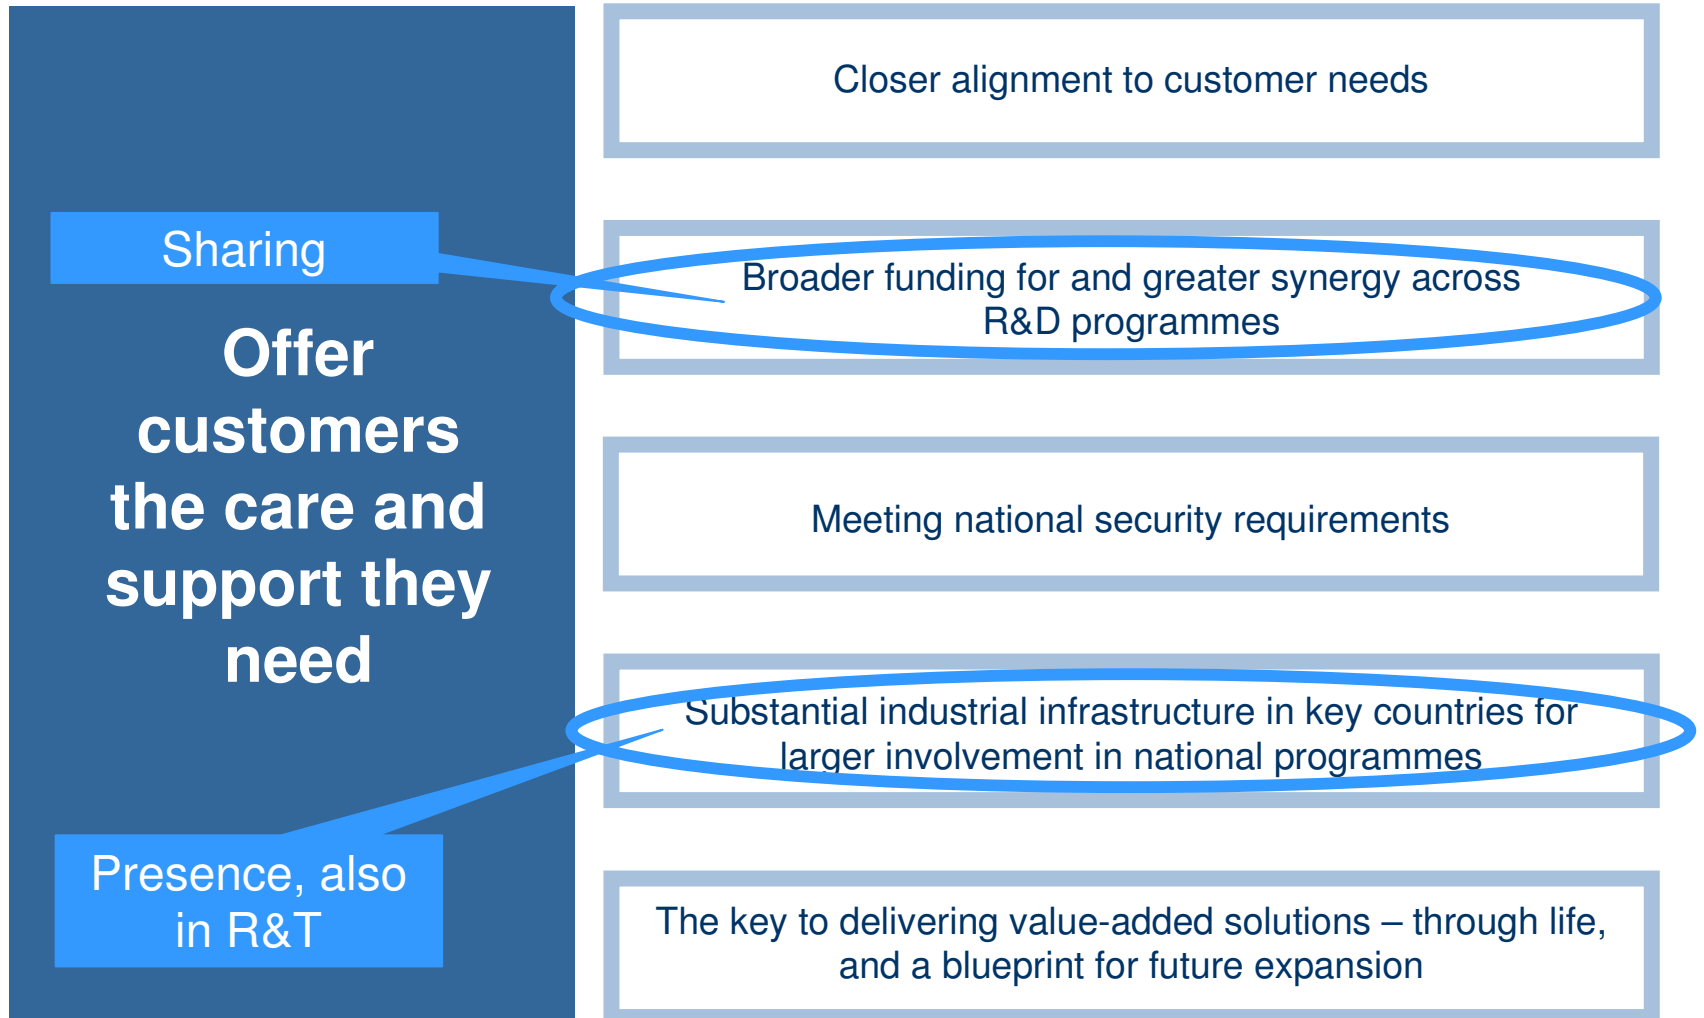 Closer alignment to customer needs
Sharing
Broader funding for and greater synergy across
R&D programmes
Offer
customers
the care and
support they
need
Meeting national security requirements
Substantial industrial infrastructure in key countries for
larger involvement in national programmes
Presence, also
in R&T
The key to delivering value-added solutions – through life,
and a blueprint for future expansion